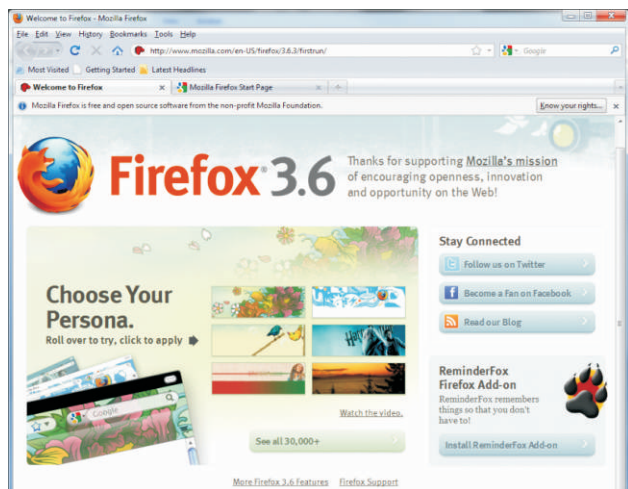 Welcome to Firefox - Mozilla Firefox
File Edit View History Bookmarks Tools Help
http://www.mozilla.com/en-US/firefox/3.6.3/firstrun/
Google
Most Visited Getting Started Latest Headlines
Welcome to Firefox
Mozilla Firefox Start Page
Mozilla Firefox is free and open source software from the non-profit Mozilla Foundation.
Know your rights...
Firefox 3.6
Thanks for supporting Mozilla's mission
of encouraging openness, innovation
and opportunity on the Web!
Choose Your
Persona.
Roll over to try, click to apply
Google
Watch the video.
See all 30,000+
Stay Connected
Follow us on Twitter
Become a Fan on Facebook
Read our Blog
ReminderFox
Firefox Add-on
ReminderFox remembers
things so that you don't
have to!
Install ReminderFox Add-on
More Firefox 3.6 Features Firefox Support